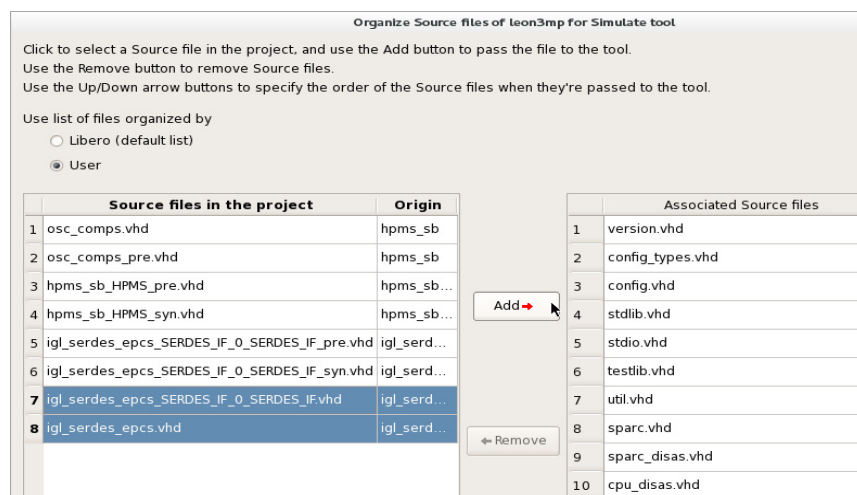 Organize Source files of leon3mp for Simulate tool
Click to select a Source file in the project, and use the Add button to pass the file to the tool.
Use the Remove button to remove Source files.
Use the Up/Down arrow buttons to specify the order of the Source files when they're passed to the tool.
Use list of files organized by
Libero (default list)
User
Source files in the project Origin
1 osc_comps.vhd hpms_sb
2 osc_comps_pre.vhd hpms_sb
3 hpms_sb_HPMS_pre.vhd hpms_sb...
4 hpms_sb_HPMS_syn.vhd hpms_sb...
5 igl_serdes_epcs_SERDES_IF_0_SERDES_IF_pre.vhd igl_serd...
6 igl_serdes_epcs_SERDES_IF_0_SERDES_IF_syn.vhd igl_serd...
7 igl_serdes_epcs_SERDES_IF_0_SERDES_IF.vhd igl_serd...
8 igl_serdes_epcs.vhd igl_serd...
Add
Remove
Associated Source files
1 version.vhd
2 config_types.vhd
3 config.vhd
4 stdlib.vhd
5 stdio.vhd
6 testlib.vhd
7 util.vhd
8 sparc.vhd
9 sparc_disas.vhd
10 cpu_disas.vhd